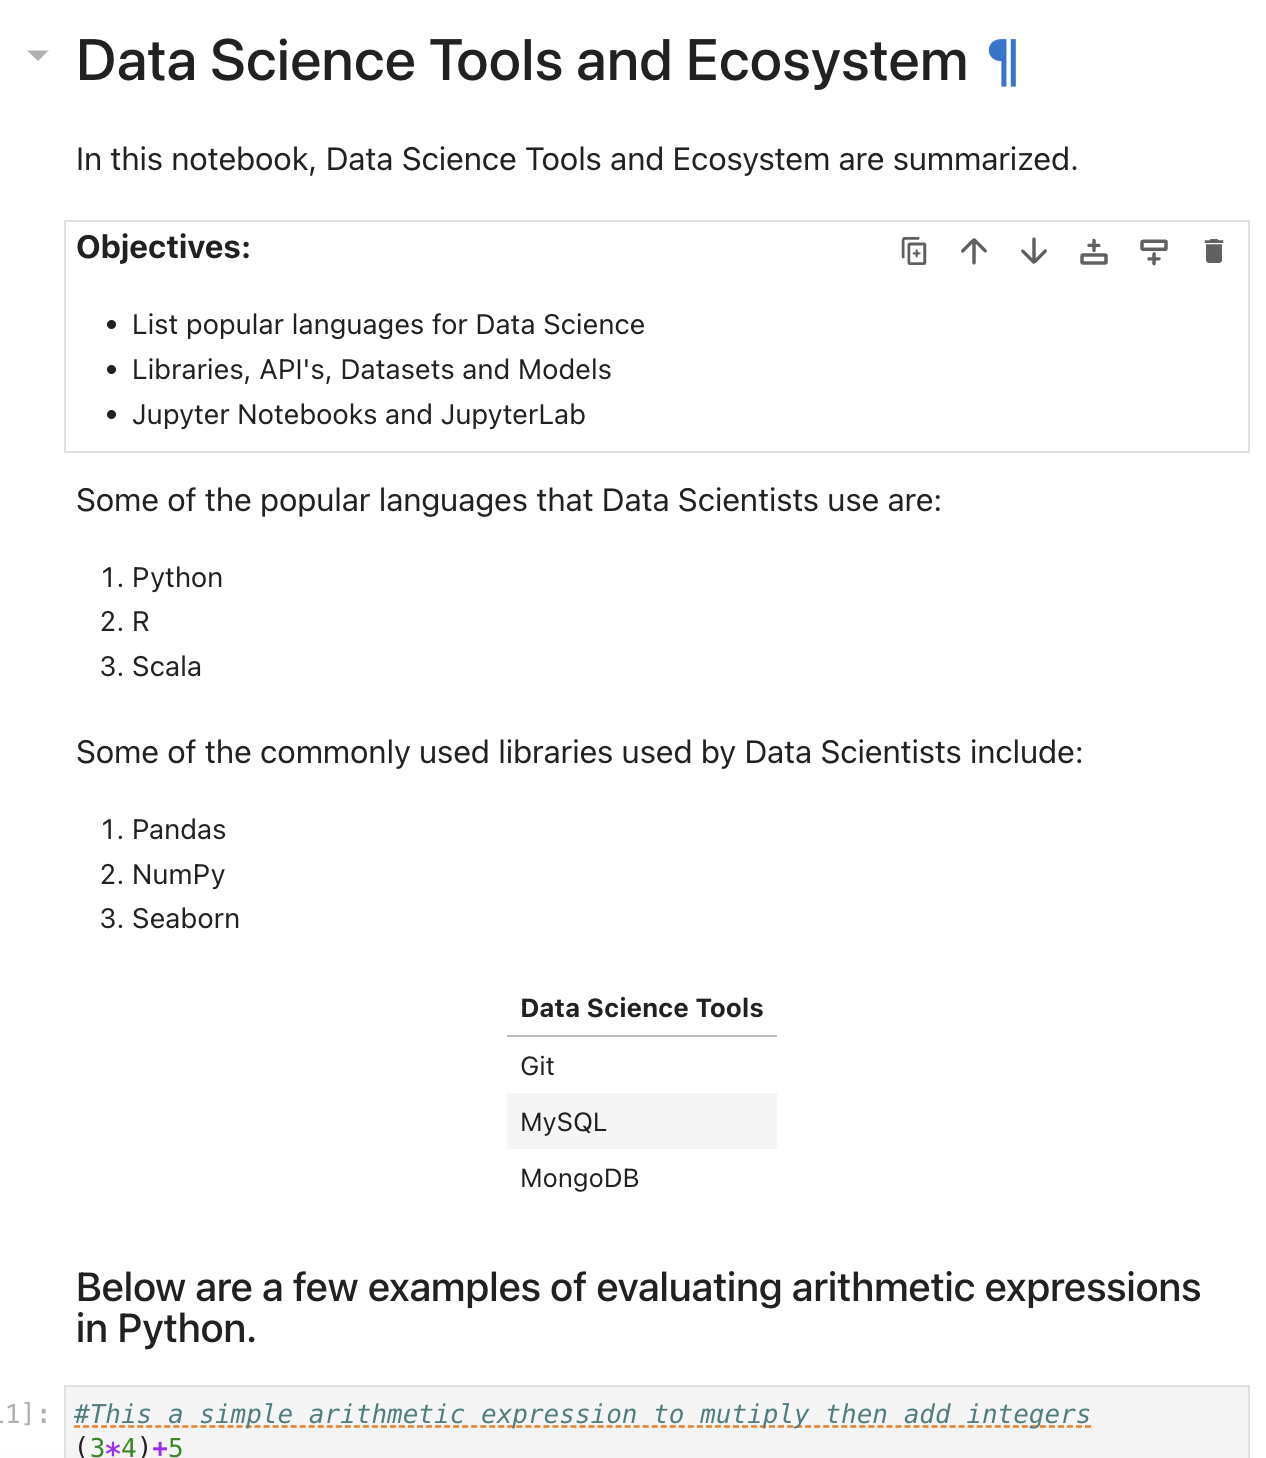 Data Science Tools and Ecosystem ¶
In this notebook, Data Science Tools and Ecosystem are summarized.
Objectives:
• List popular languages for Data Science
• Libraries, API's, Datasets and Models
• Jupyter Notebooks and JupyterLab
Some of the popular languages that Data Scientists use are:
1. Python
2. R
3. Scala
Some of the commonly used libraries used by Data Scientists include:
1. Pandas
2. NumPy
3. Seaborn
Data Science Tools
Git
MySQL
MongoDB
Below are a few examples of evaluating arithmetic expressions
in Python.
1]: #This a simple arithmetic expression to mutiply then add integers
(3*4)+5